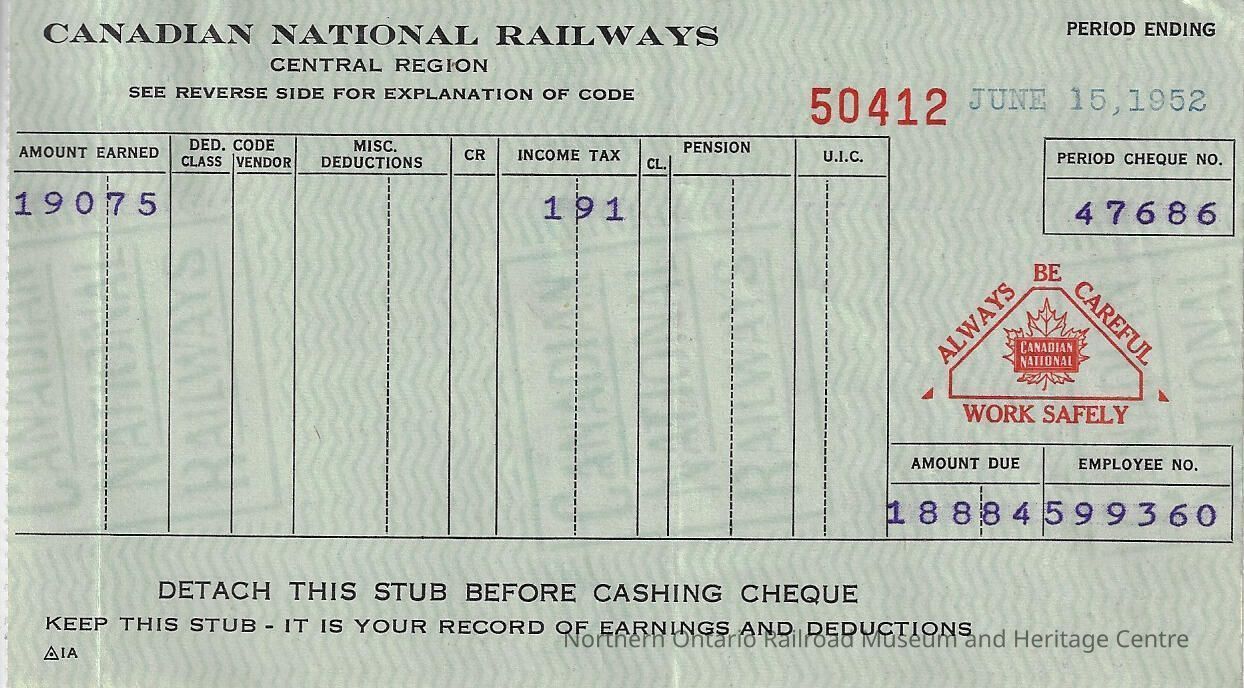 CANADIAN NATIONAL RAILWAYS
CENTRAL REGION
SEE REVERSE SIDE FOR EXPLANATION OF CODE
PERIOD ENDING
50412 JUNE 15,1952
AMOUNT EARNED
DED. CODE
CLASS VENDOR
MISC.
DEDUCTIONS
CR
INCOME TAX
CL.
PENSION
U.I.C.
PERIOD CHEQUE NO.
19075
191
47686
ALWAYS BE CAREFUL
CANADIAN
NATIONAL
WORK SAFELY
AMOUNT DUE
EMPLOYEE NO.
18884
599360
DETACH THIS STUB BEFORE CASHING CHEQUE
KEEP THIS STUB - IT IS YOUR RECORD OF EARNINGS AND DEDUCTIONS
Northern Ontario Railroad Museum and Heritage Centre
1A